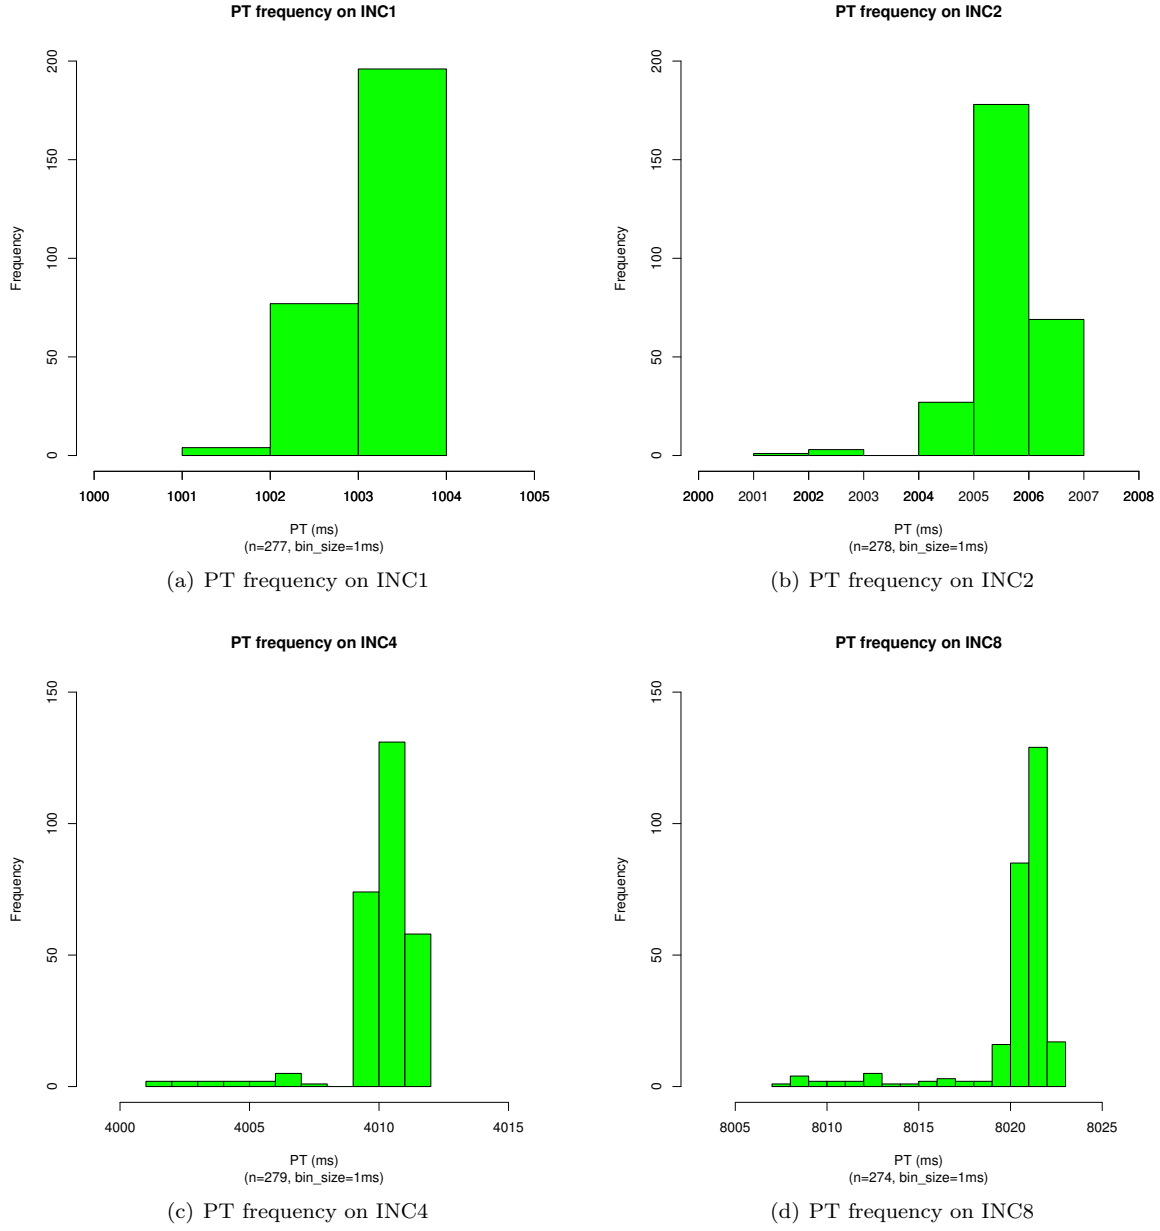 PT frequency on INC1
Frequency
200
150
100
50
0
1000 1001 1002 1003 1004 1005
PT (ms)
(n=277, bin_size=1ms)
(a) PT frequency on INC1
PT frequency on INC2
Frequency
200
150
100
50
0
2000 2001 2002 2003 2004 2005 2006 2007 2008
PT (ms)
(n=278, bin_size=1ms)
(b) PT frequency on INC2
PT frequency on INC4
Frequency
150
100
50
0
4000 4005 4010 4015
PT (ms)
(n=279, bin_size=1ms)
(c) PT frequency on INC4
PT frequency on INC8
Frequency
150
100
50
0
8005 8010 8015 8020 8025
PT (ms)
(n=274, bin_size=1ms)
(d) PT frequency on INC8